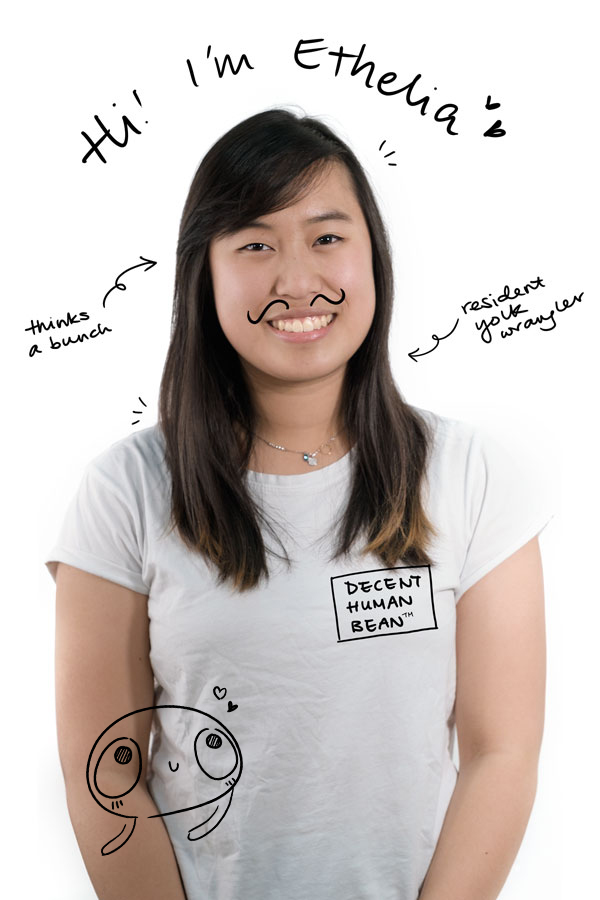 Hi! I'm Ethelia
thinks
a bunch
resident
yolk
wrangler
DECENT
HUMAN
BEAN™